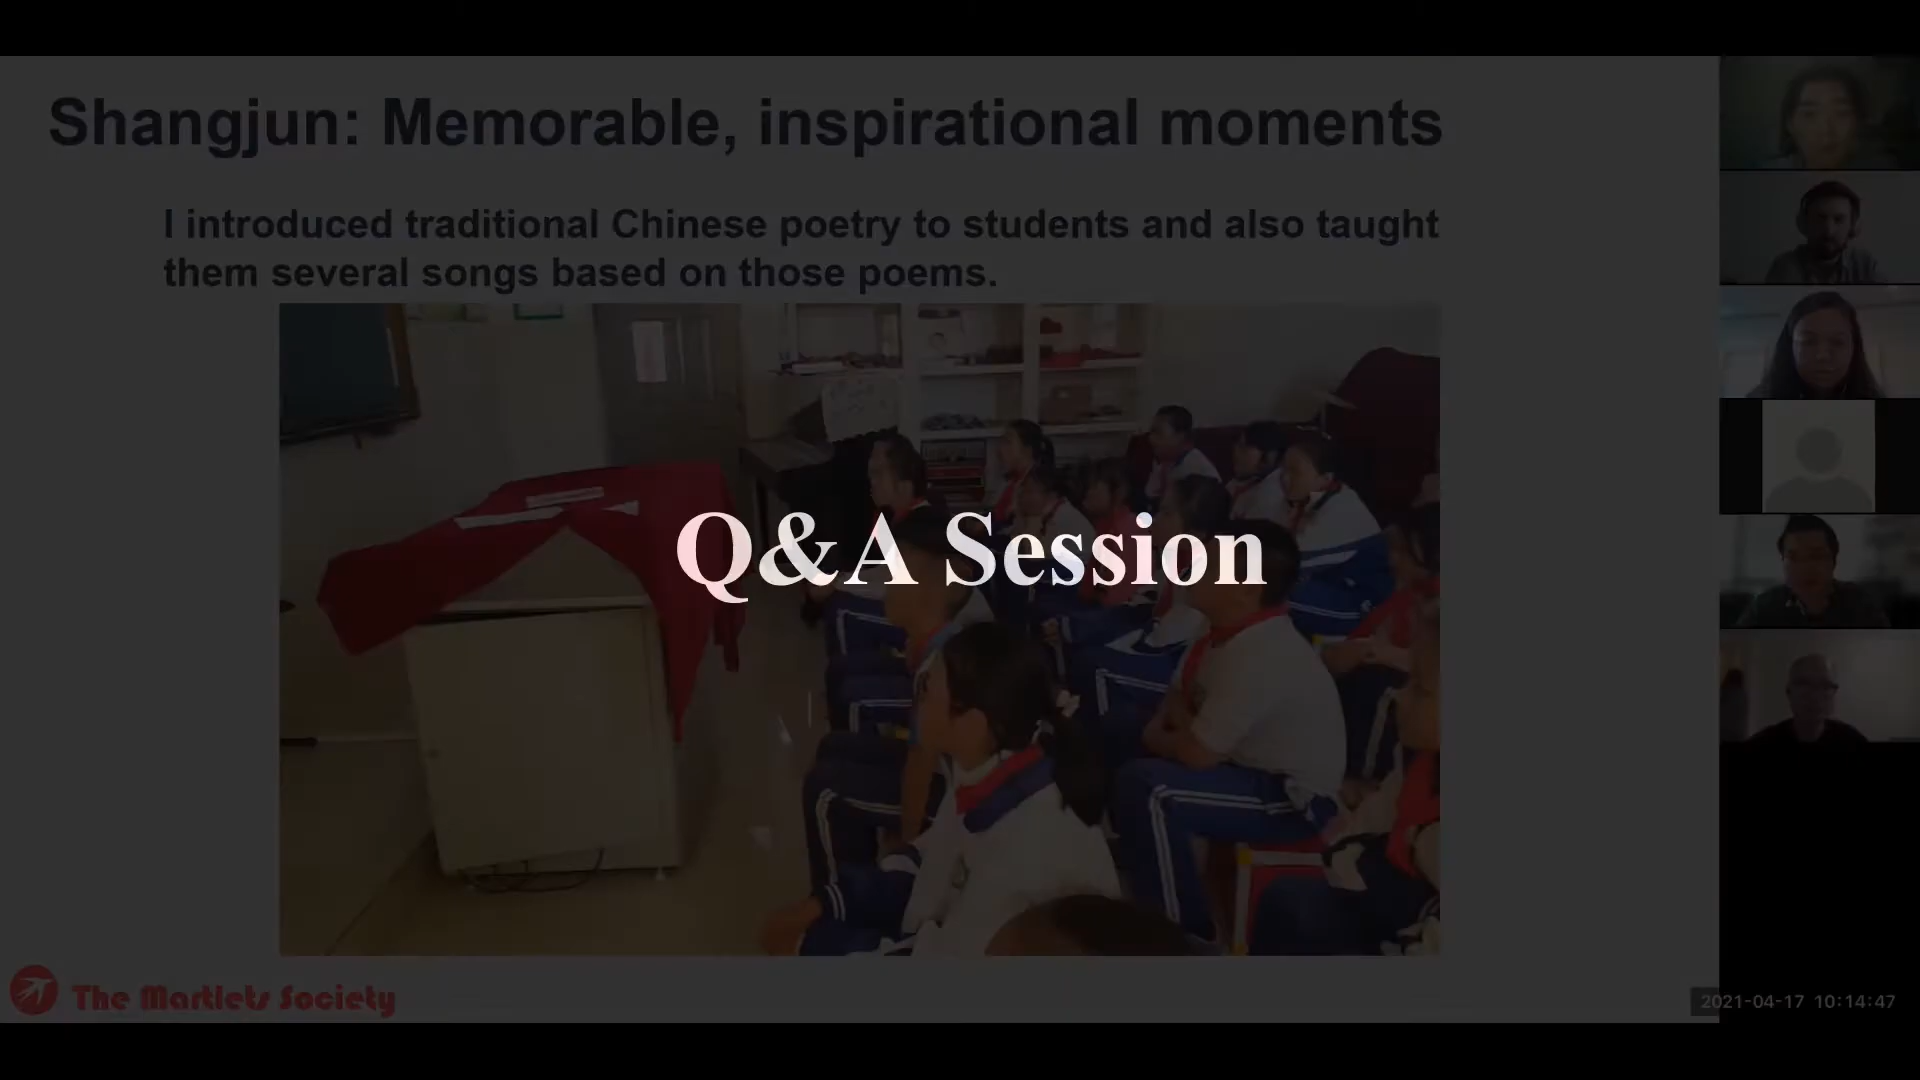 Shangjun: Memorable, inspirational moments
I introduced traditional Chinese poetry to students and also taught
them several songs based on those poems.
Q&A Session
The Martlets Society
2021-04-17 10:14:47